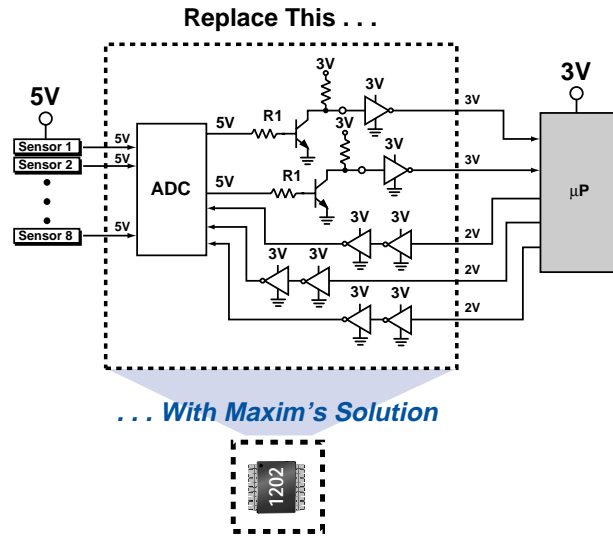 Replace This . . .
3V
3V
5V
3V
3V
5V
R1
3V
3V
Sensor 1
5V
Sensor 2
5V
5V
R1
3V
ADC
µP
Sensor 8
5V
3V
3V
2V
3V
3V
2V
3V
3V
2V
. . . With Maxim's Solution
1202